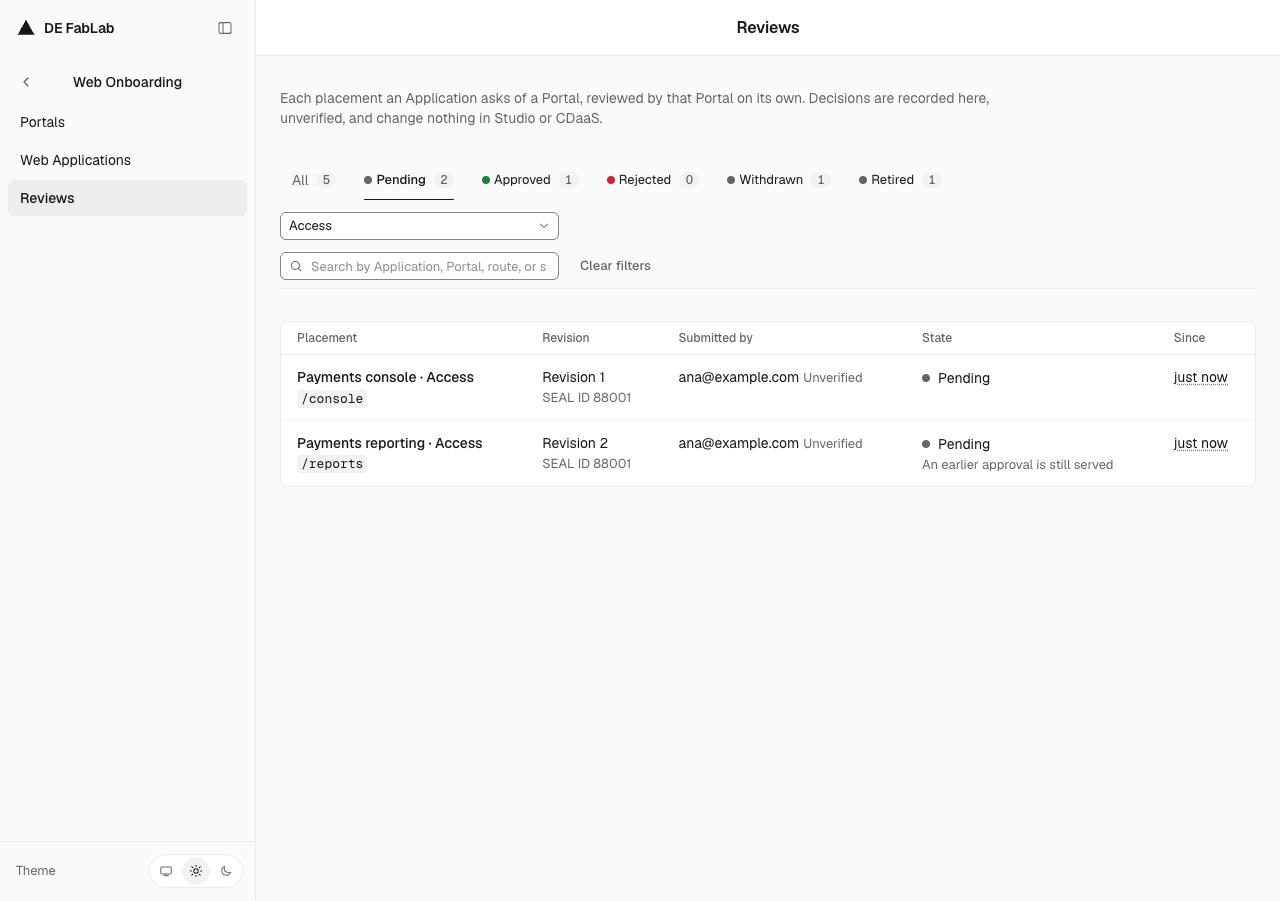 DE FabLab
Reviews
Web Onboarding
Portals
Web Applications
Reviews
Each placement an Application asks of a Portal, reviewed by that Portal on its own. Decisions are recorded here,
unverified, and change nothing in Studio or CDaaS.
All 5 Pending 2 Approved 1 Rejected 0 Withdrawn 1 Retired 1
Access
Search by Application, Portal, route, or s Clear filters
Placement Revision Submitted by State Since
Payments console · Access Revision 1 ana@example.com Unverified Pending just now
/console SEAL ID 88001
Payments reporting · Access Revision 2 ana@example.com Unverified Pending just now
/reports SEAL ID 88001 An earlier approval is still served
Theme